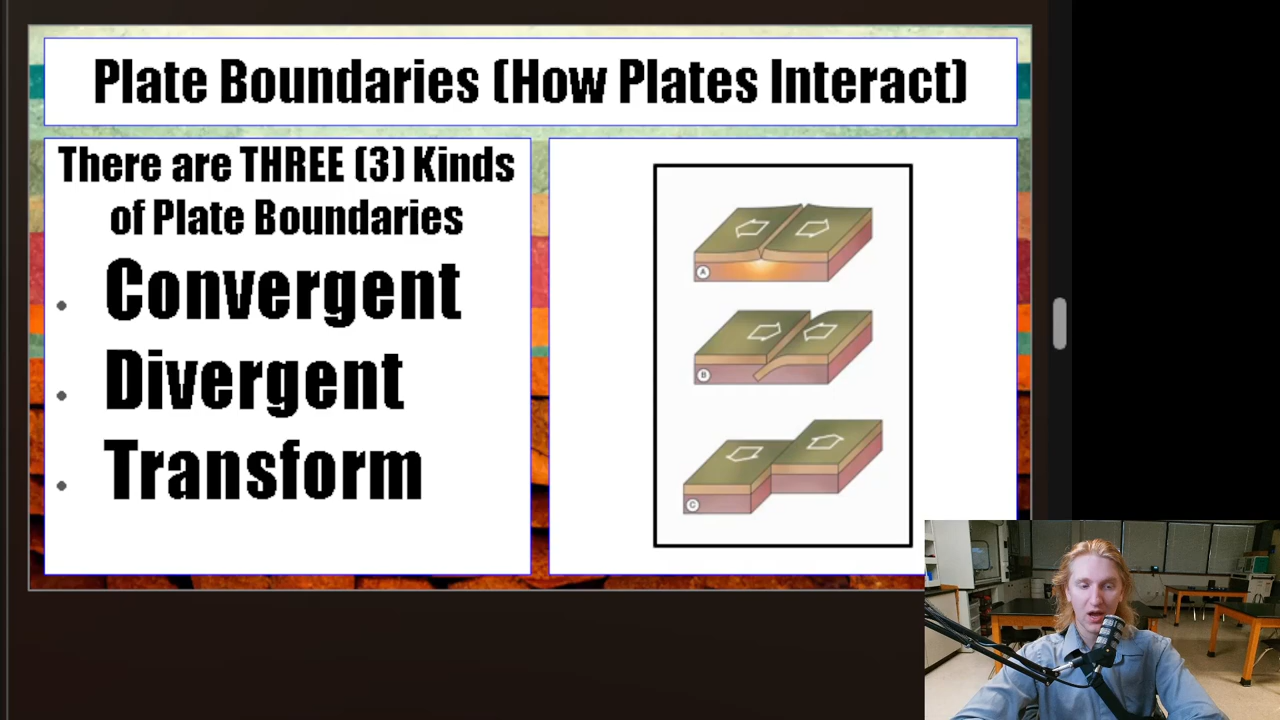 Plate Boundaries (How Plates Interact)
There are THREE (3) Kinds
of Plate Boundaries
• Convergent
• Divergent
• Transform
A
B
C